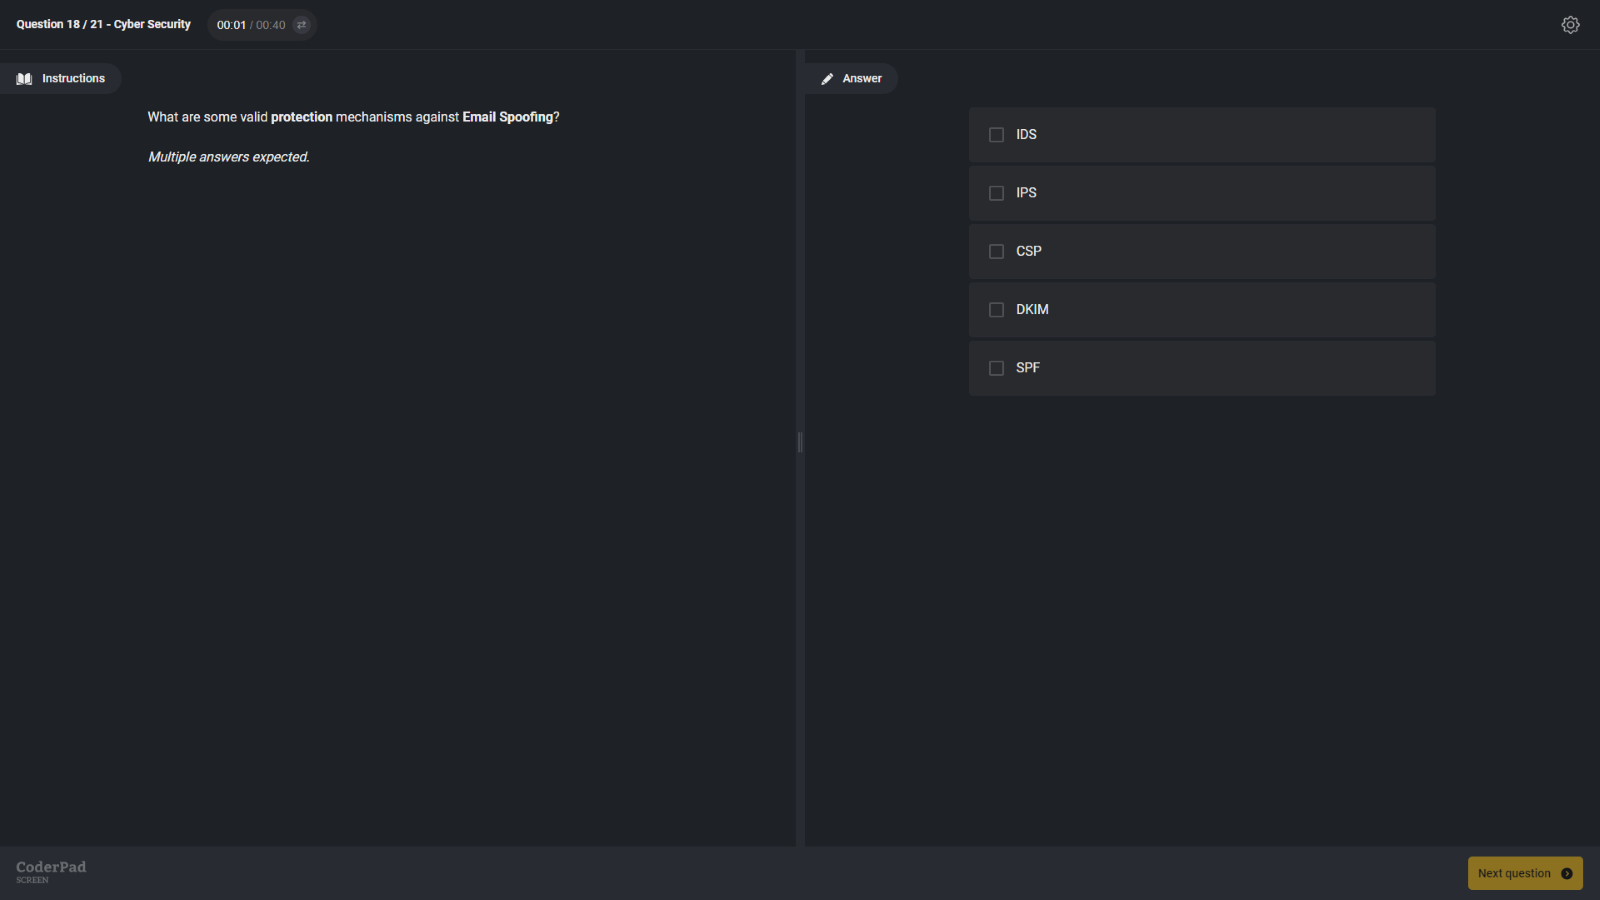 Question 18 / 21 - Cyber Security
00:01 / 00:40
Instructions
What are some valid protection mechanisms against Email Spoofing?
Multiple answers expected.
Answer
IDS
IPS
CSP
DKIM
SPF
CoderPad
SCREEN
Next question